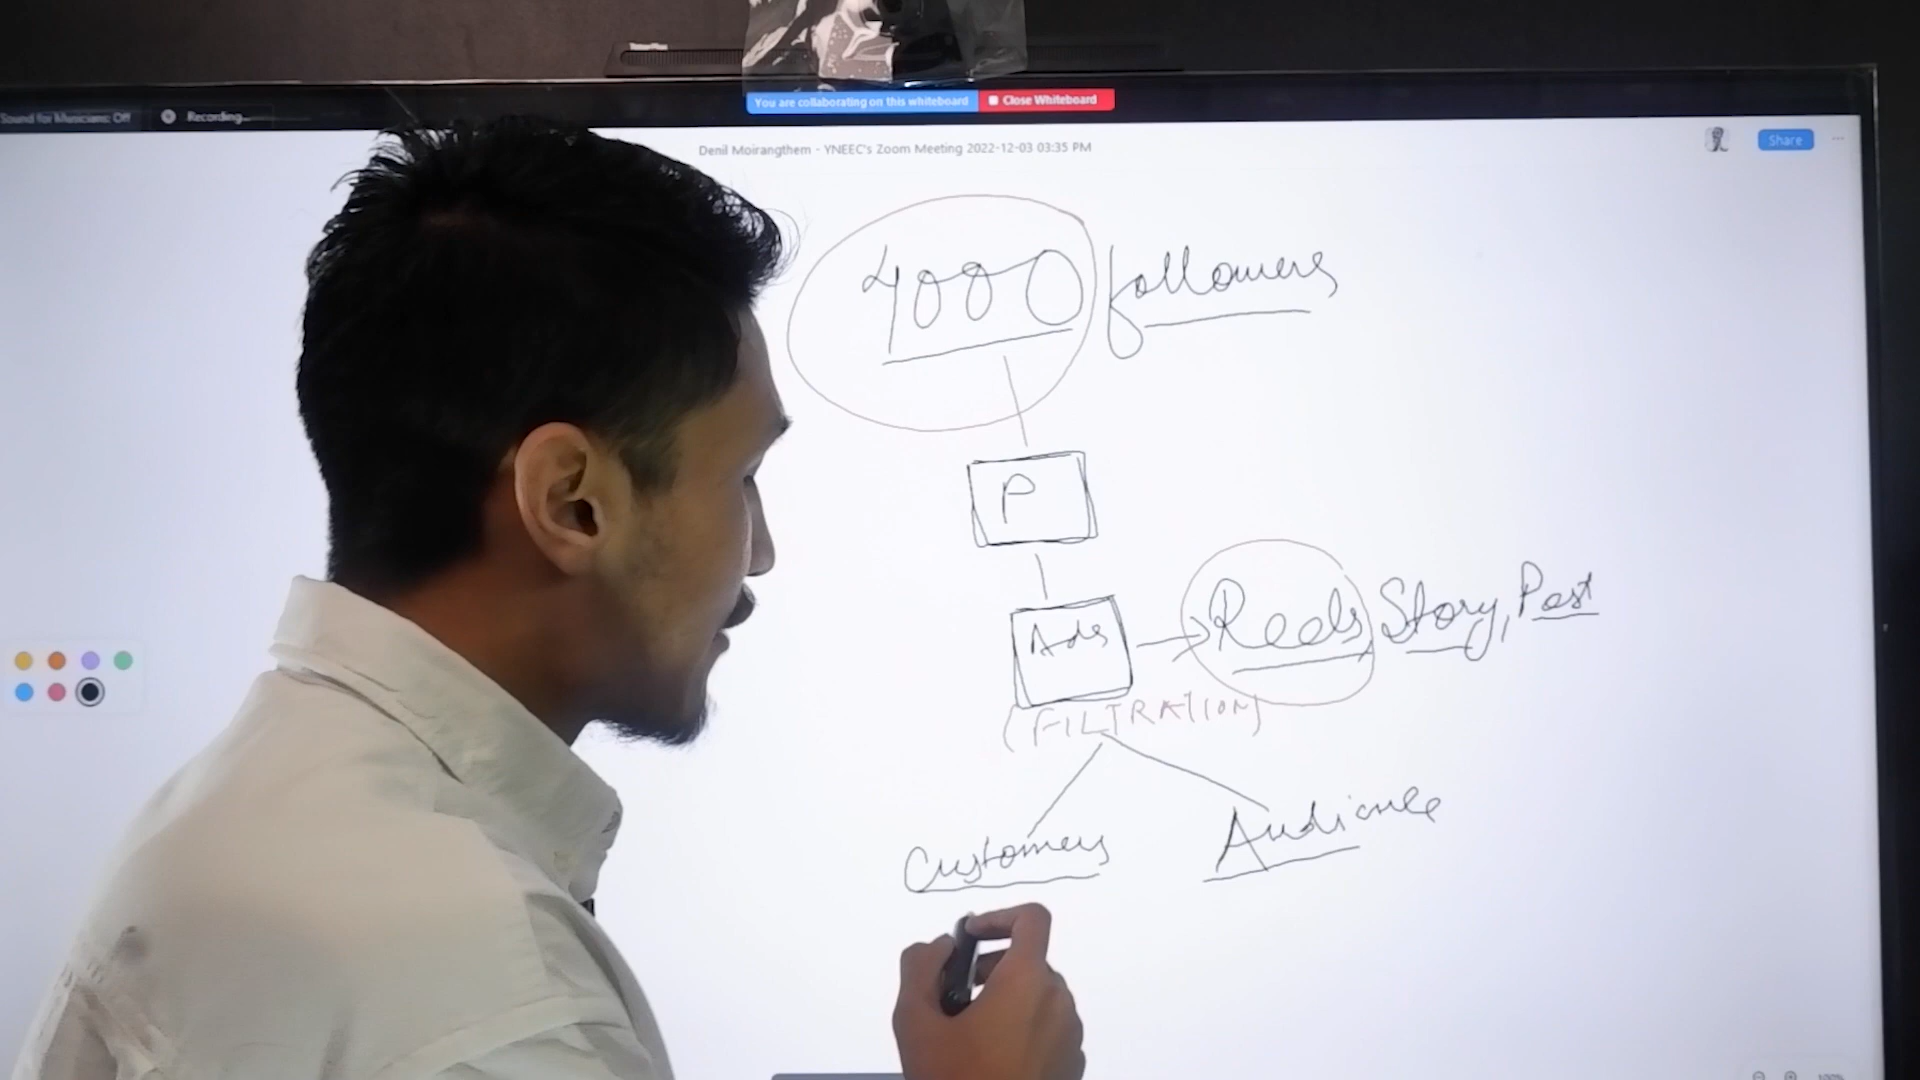 You are collaborating on this whiteboard Close Whiteboard
Sound for Musicians: Off Recording...
Denil Moirangthem - YNEEC's Zoom Meeting 2022-12-03 03:35 PM
Share
4000 followers
P
Ads → Reels, Story, Post
(FILTRATION)
Customers Audience
100%